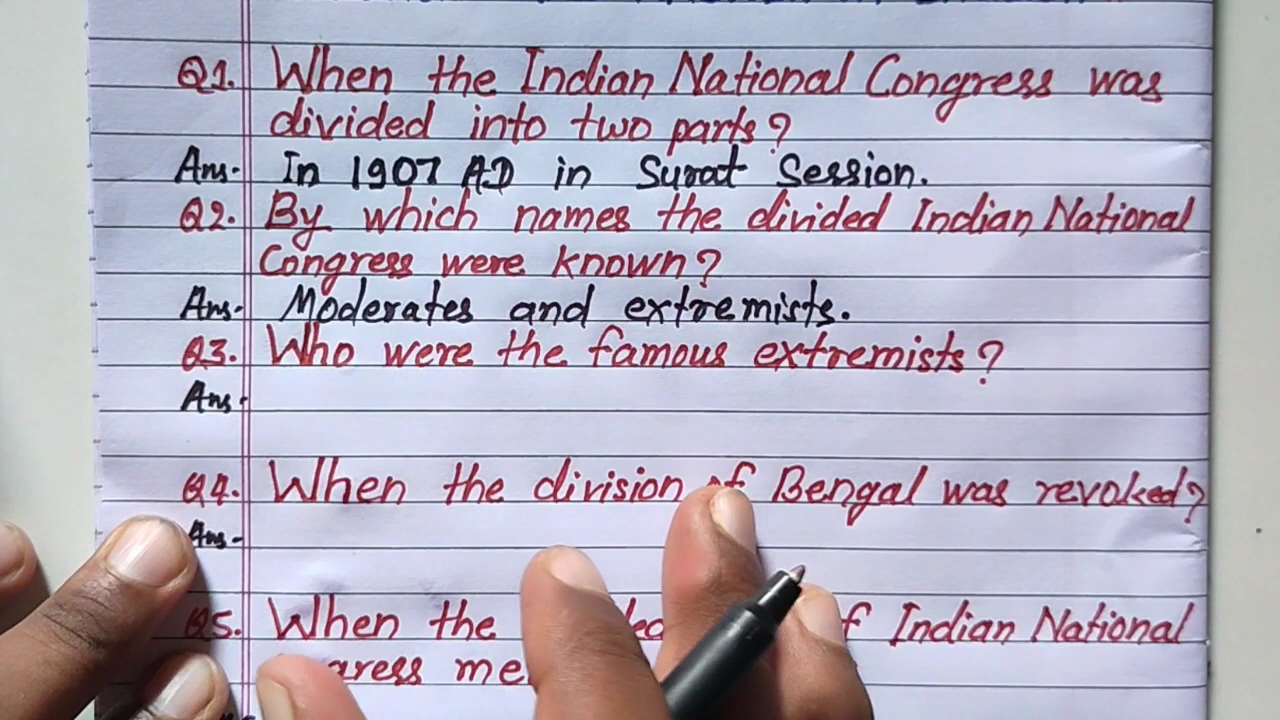 Q1. When the Indian National Congress was
divided into two parts?
Ans. In 1907 AD in Surat Session.
Q2. By which names the divided Indian National
Congress were known?
Ans. Moderates and extremists.
Q3. Who were the famous extremists?
Ans.
Q4. When the division of Bengal was revoked?
Ans-
Q5. When the Indian National